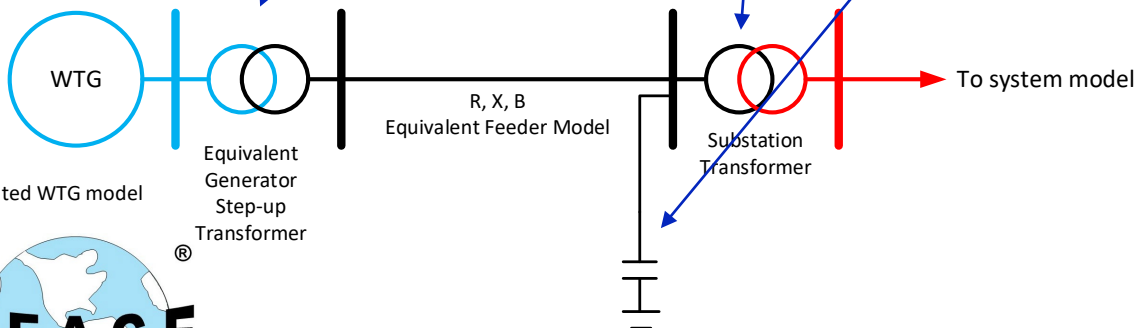 WTG
To system model
R, X, B
Equivalent Feeder Model
Substation
Transformer
Equivalent
Generator
Step-up
Transformer
ted WTG model
®